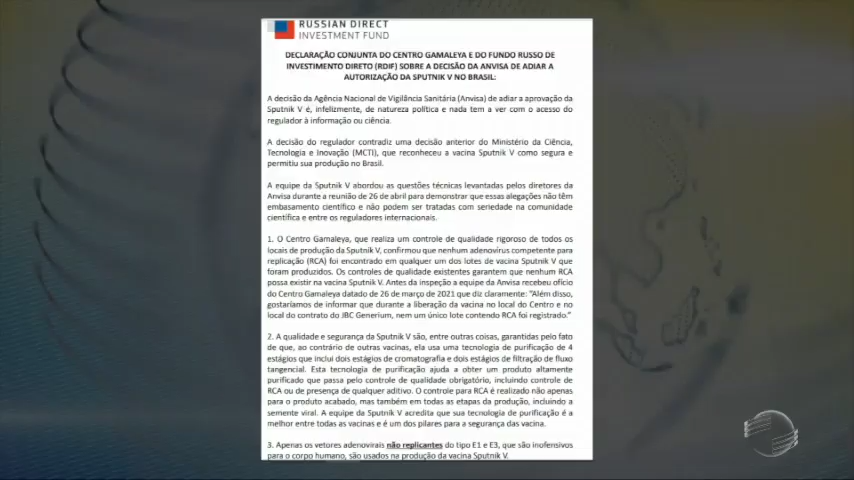 RUSSIAN DIRECT
INVESTMENT FUND
DECLARAÇÃO CONJUNTA DO CENTRO GAMALEYA E DO FUNDO RUSSO DE
INVESTIMENTO DIRETO (RDIF) SOBRE A DECISÃO DA ANVISA DE ADIAR A
AUTORIZAÇÃO DA SPUTNIK V NO BRASIL:
A decisão da Agência Nacional de Vigilância Sanitária (Anvisa) de adiar a aprovação da
Sputnik V é, infelizmente, de natureza política e nada tem a ver com o acesso do
regulador à informação ou ciência.
A decisão do regulador contradiz uma decisão anterior do Ministério da Ciência,
Tecnologia e Inovação (MCTI), que reconheceu a vacina Sputnik V como segura e
permitiu sua produção no Brasil.
A equipe da Sputnik V abordou as questões técnicas levantadas pelos diretores da
Anvisa durante a reunião de 26 de abril para demonstrar que essas alegações não têm
embasamento científico e não podem ser tratadas com seriedade na comunidade
científica e entre os reguladores internacionais.
1. O Centro Gamaleya, que realiza um controle de qualidade rigoroso de todos os
locais de produção da Sputnik V, confirmou que nenhum adenovírus competente para
replicação (RCA) foi encontrado em qualquer um dos lotes de vacina Sputnik V que
foram produzidos. Os controles de qualidade existentes garantem que nenhum RCA
possa existir na vacina Sputnik V. Antes da inspeção a equipe da Anvisa recebeu ofício
do Centro Gamaleya datado de 26 de março de 2021 que diz claramente: "Além disso,
gostaríamos de informar que durante a liberação da vacina no local do Centro e no
local do contrato do JBC Generium, nem um único lote contendo RCA foi registrado."
2. A qualidade e segurança da Sputnik V são, entre outras coisas, garantidas pelo fato
de que, ao contrário de outras vacinas, ela usa uma tecnologia de purificação de 4
estágios que inclui dois estágios de cromatografia e dois estágios de filtração de fluxo
tangencial. Esta tecnologia de purificação ajuda a obter um produto altamente
purificado que passa pelo controle de qualidade obrigatório, incluindo controle de
RCA ou de presença de qualquer aditivo. O controle para RCA é realizado não apenas
para o produto acabado, mas também em todas as etapas da produção, incluindo a
semente viral. A equipe da Sputnik V acredita que sua tecnologia de purificação é a
melhor entre todas as vacinas e é um dos pilares para a segurança das vacina.
3. Apenas os vetores adenovirais não replicantes do tipo E1 e E3, que são inofensivos
para o corpo humano, são usados na produção da vacina Sputnik V.